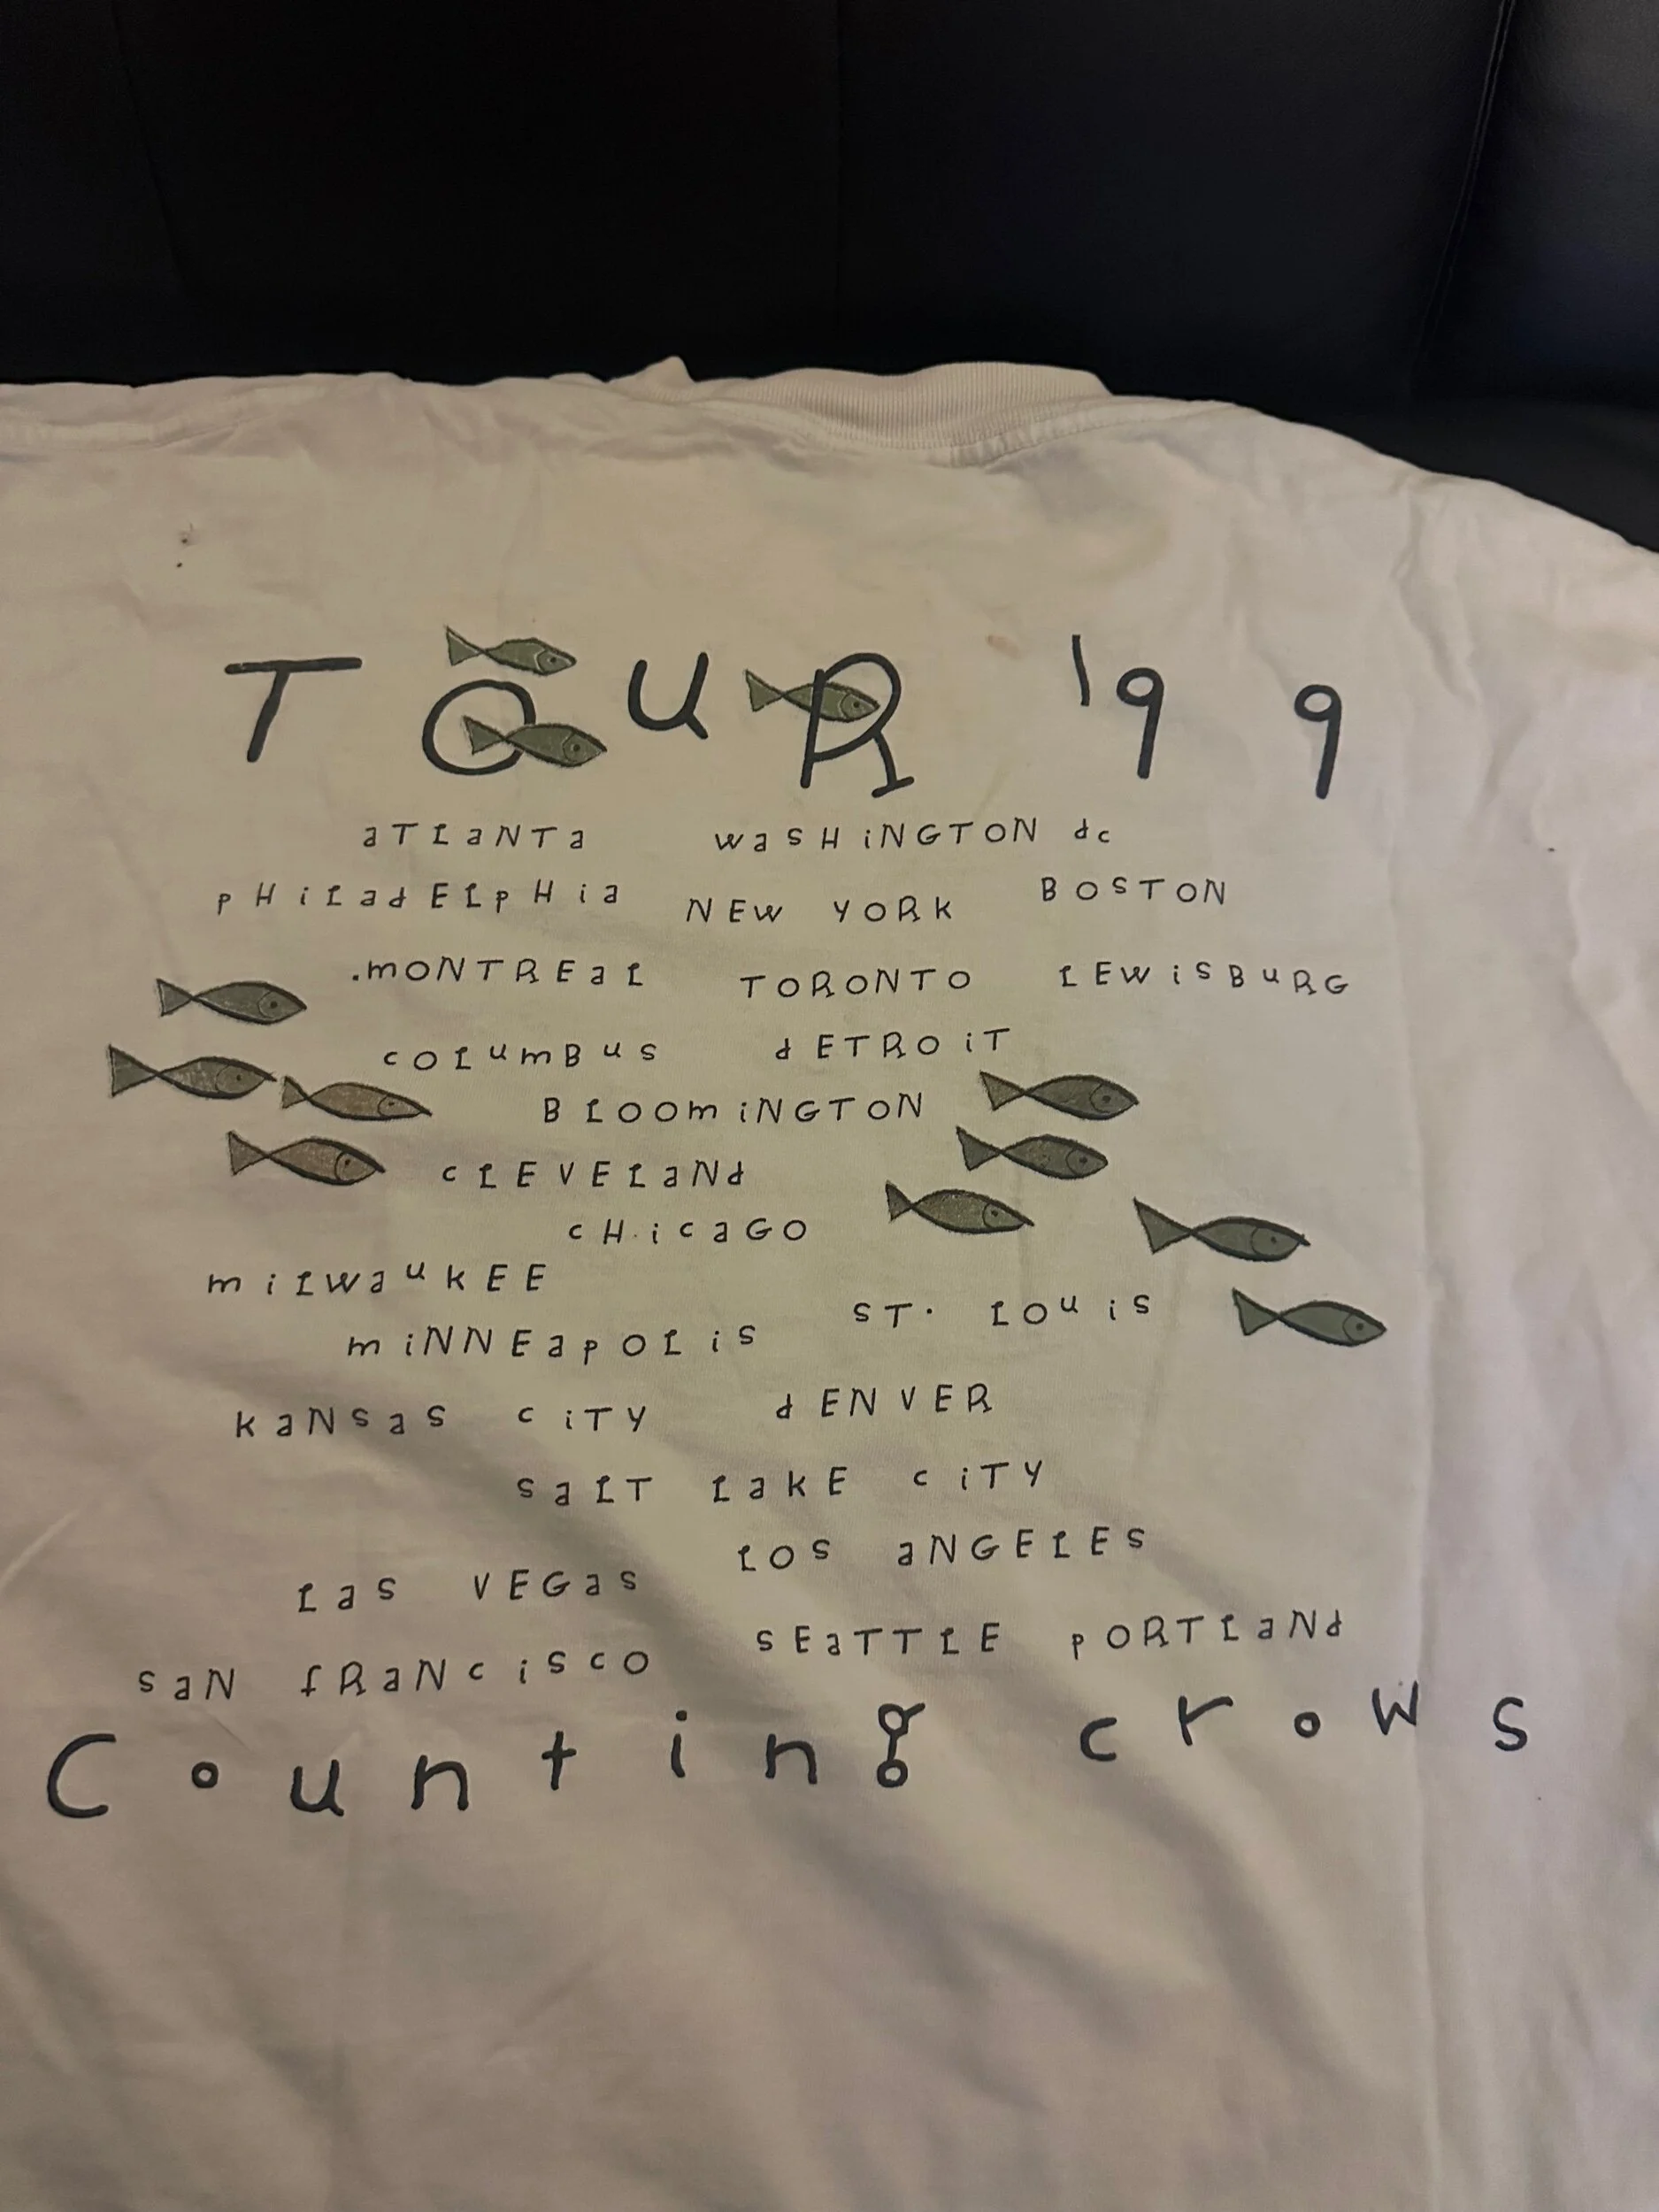 TOUR '99
aTLaNTa WaSHiNGTON dc
pHiLadELpHia NEW YORK BOSTON
.mONTREaL TORONTO LEWiSBuRG
cOLumBuS dETROiT
BLOOmiNGTON
cLEVELaNd
cHicaGO
miLWauKEE
ST. LOuiS
miNNEapOLiS
KaNSaS ciTY dENVER
SaLT LaKE ciTY
LOS aNGELES
LaS VEGaS
SEaTTLE pORTLaNd
SaN fRaNciScO
Counting crows